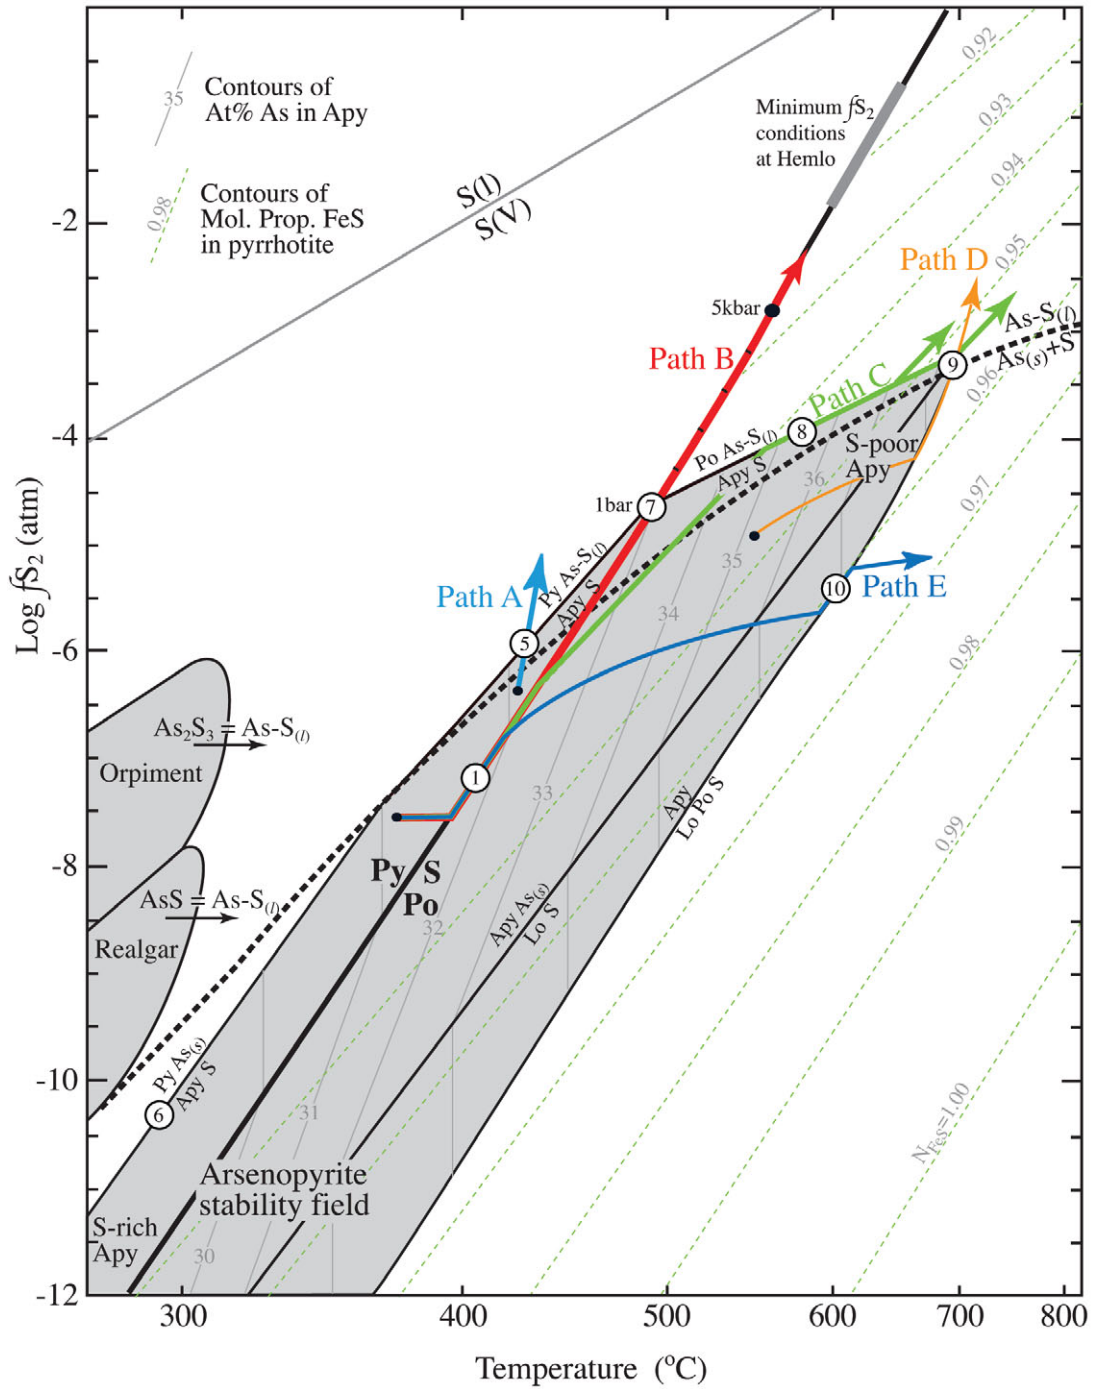 35
Contours of
At% As in Apy
0.98
Contours of
Mol. Prop. FeS
in pyrrhotite
S(l)
S(V)
Minimum fS2
conditions
at Hemlo
0.92
0.93
0.94
0.95
Path D
5kbar
As-S(l)
As(s)+S
Path B
9
0.96
Path C
8
Po As-S(l)
Apy S
S-poor
Apy
36
1bar
7
0.97
35
Py As-S(l)
Apy S
Path A
10
Path E
34
5
0.98
As2S3 = As-S(l)
Orpiment
1
33
Apy
Lo Po S
0.99
Py S
Po
AsS = As-S(l)
Realgar
32
Apy As(s)
Lo S
Py As(s)
Apy S
6
31
NFeS=1.00
Arsenopyrite
stability field
S-rich
Apy
30
-2
-4
-6
-8
-10
-12
Log fS2 (atm)
300
400
500
600
700
800
Temperature (oC)